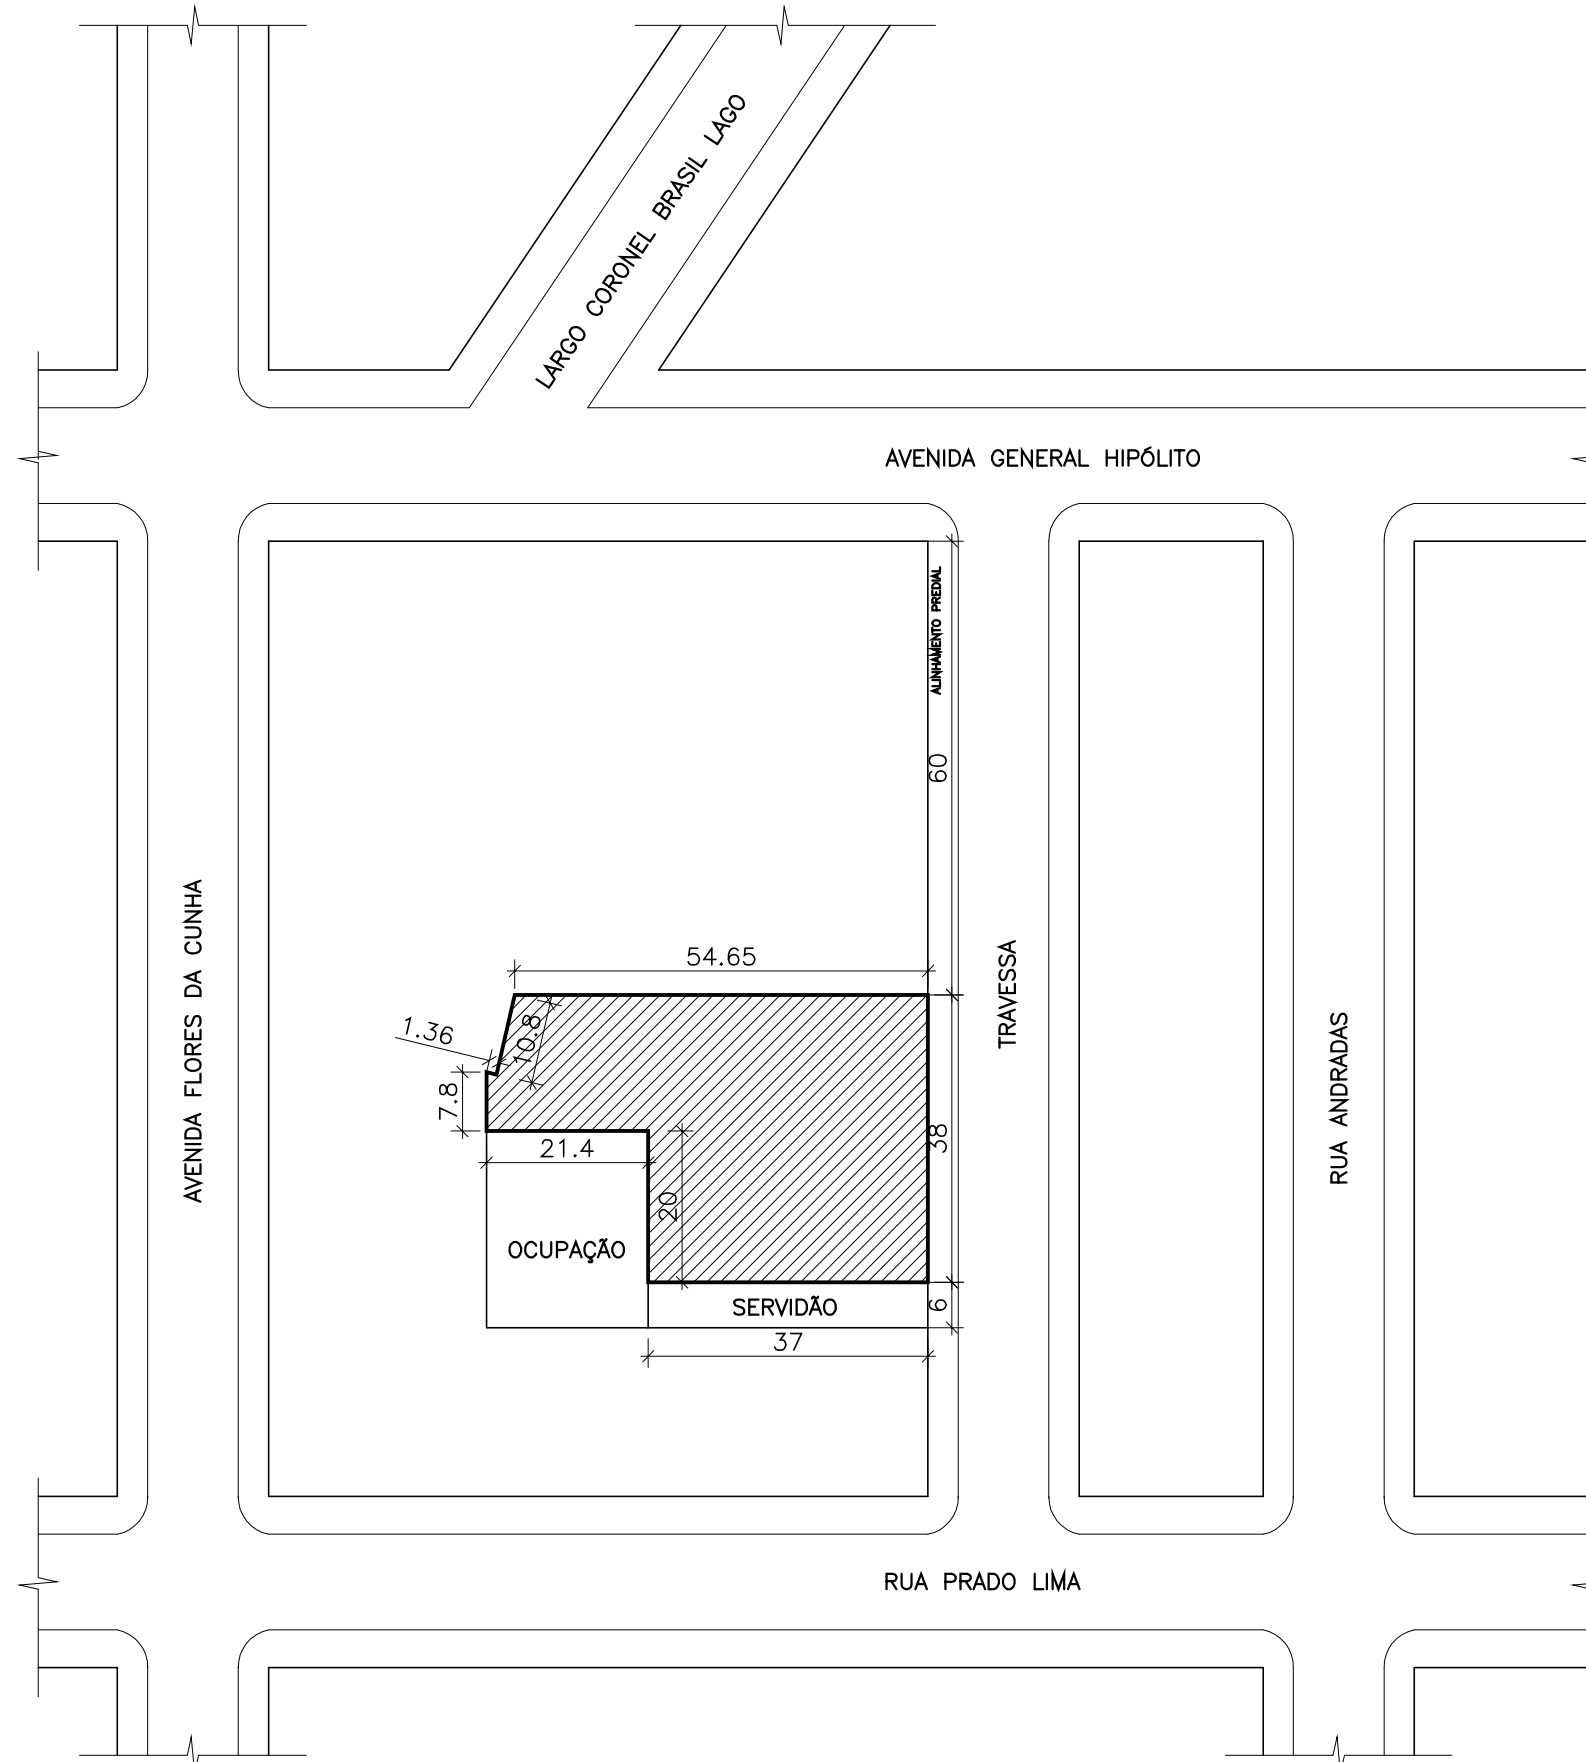 LARGO CORONEL BRASIL LAGO
AVENIDA GENERAL HIPÓLITO
ALINHAMENTO PREDIAL
60
AVENIDA FLORES DA CUNHA
54.65
TRAVESSA
1.36
10.8
RUA ANDRADAS
7.8
38
21.4
20
OCUPAÇÃO
SERVIDÃO
6
37
RUA PRADO LIMA